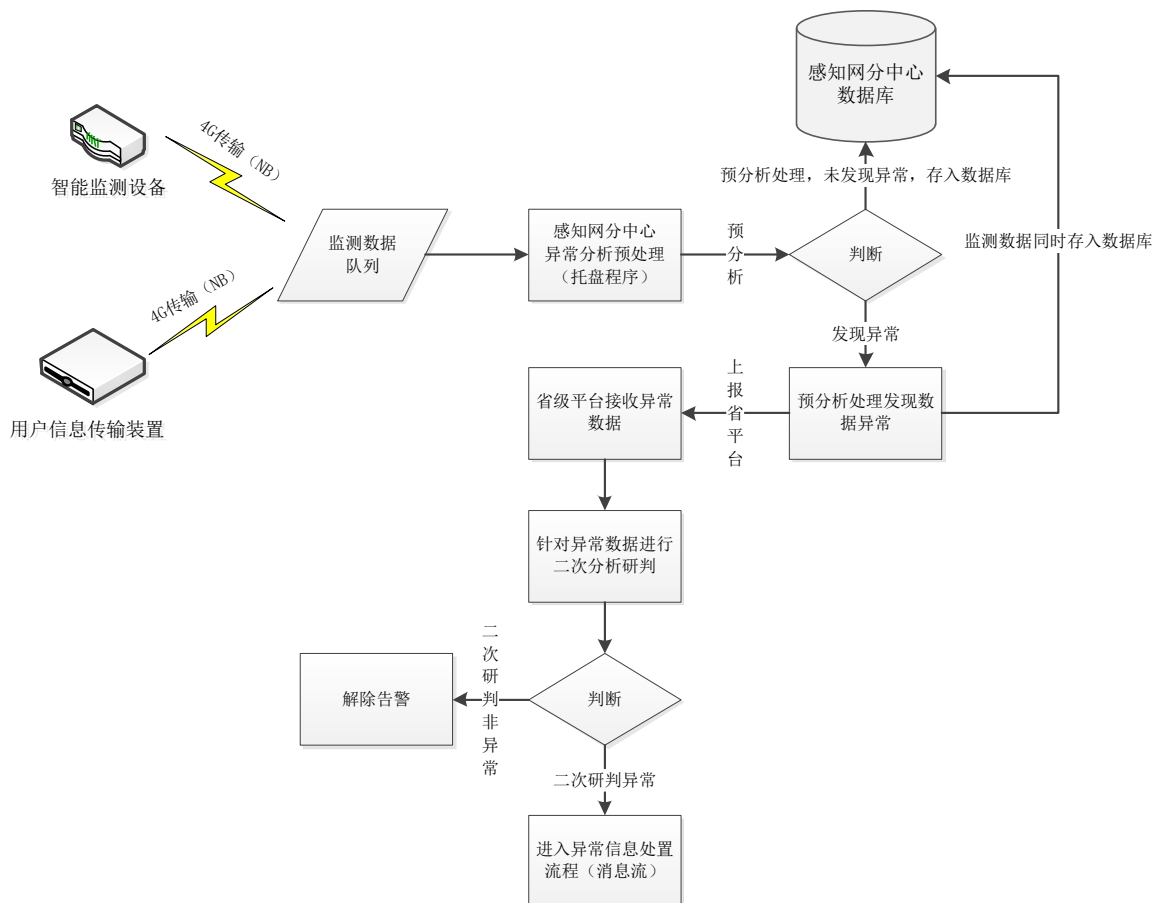 感知网分中心
数据库
4G传输（NB）
智能监测设备
预分析处理，未发现异常，存入数据库
监测数据
队列
感知网分中心
异常分析预处理
（托盘程序）
预
分
析
判断
监测数据同时存入数据库
4G传输（NB）
发现异常
用户信息传输装置
省级平台接收异常
数据
上
报
省
平
台
预分析处理发现数
据异常
针对异常数据进行
二次分析研判
解除告警
二
次
研
判
非
异
常
判断
二次研判异常
进入异常信息处置
流程（消息流）